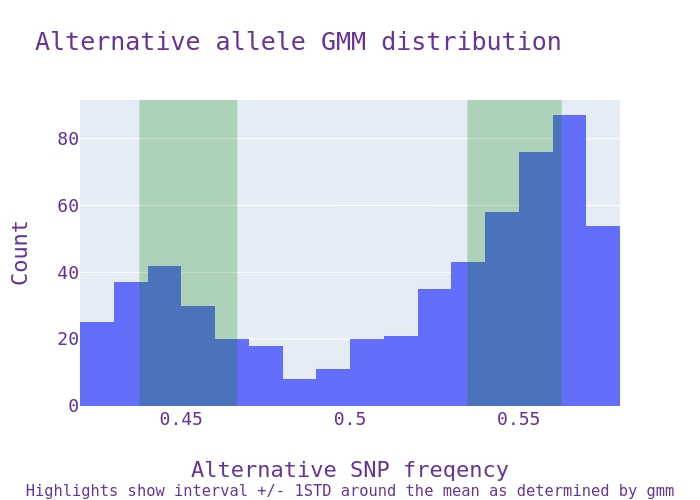 Alternative allele GMM distribution
80
60
40
20
0
Count
0.45
0.5
0.55
Alternative SNP freqency
Highlights show interval +/- 1STD around the mean as determined by gmm